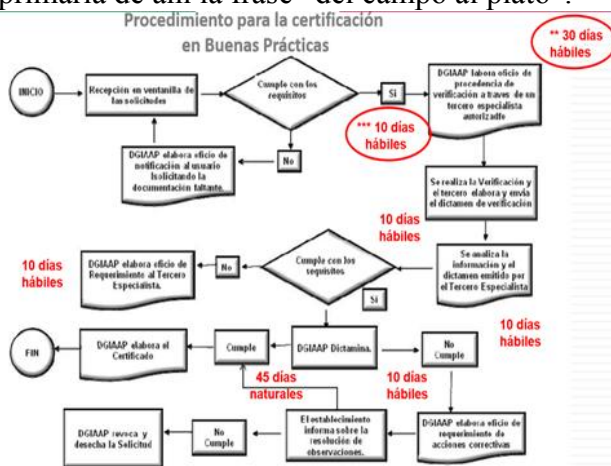 primaria de ahí la frase "del campo al plato".
Procedimiento para la certificación
en Buenas Prácticas
** 30 días
hábiles
INICIO
Recepción en ventanilla de
las solicitudes
Cumple con los
requisitos
Si
DGIAAP labora oficio de
procedencia de
verificación a traves de un
tercero especialista
autorizadfo
*** 10 días
hábiles
No
DGIAAP elabora oficio de
notificación al usuario
Isolicitando la
documentación faltante.
Se realiza la Verificación y
el tercero elabora y envía
el dictamen de verificación
10 días
hábiles
Se analiza la
información y el
dictamen emitido por
el Tercero Especialista
Cumple con los
requisitos
No
DGIAAP elabora oficio de
Requerimiento al Tercero
Especialista.
10 días
hábiles
Si
10 días
hábiles
FIN
DGIAAP elabora el
Certificado
Cumple
DGIAAP Dictamina.
No
Cumple
45 días
naturales
10 días
hábiles
DGIAAP revoca y
desecha la Solicitud
No
Cumple
El establecimiento
informa sobre la
resolución de
observaciones.
DGIAAP elabora oficio de
requerimiento de
acciones correctivas